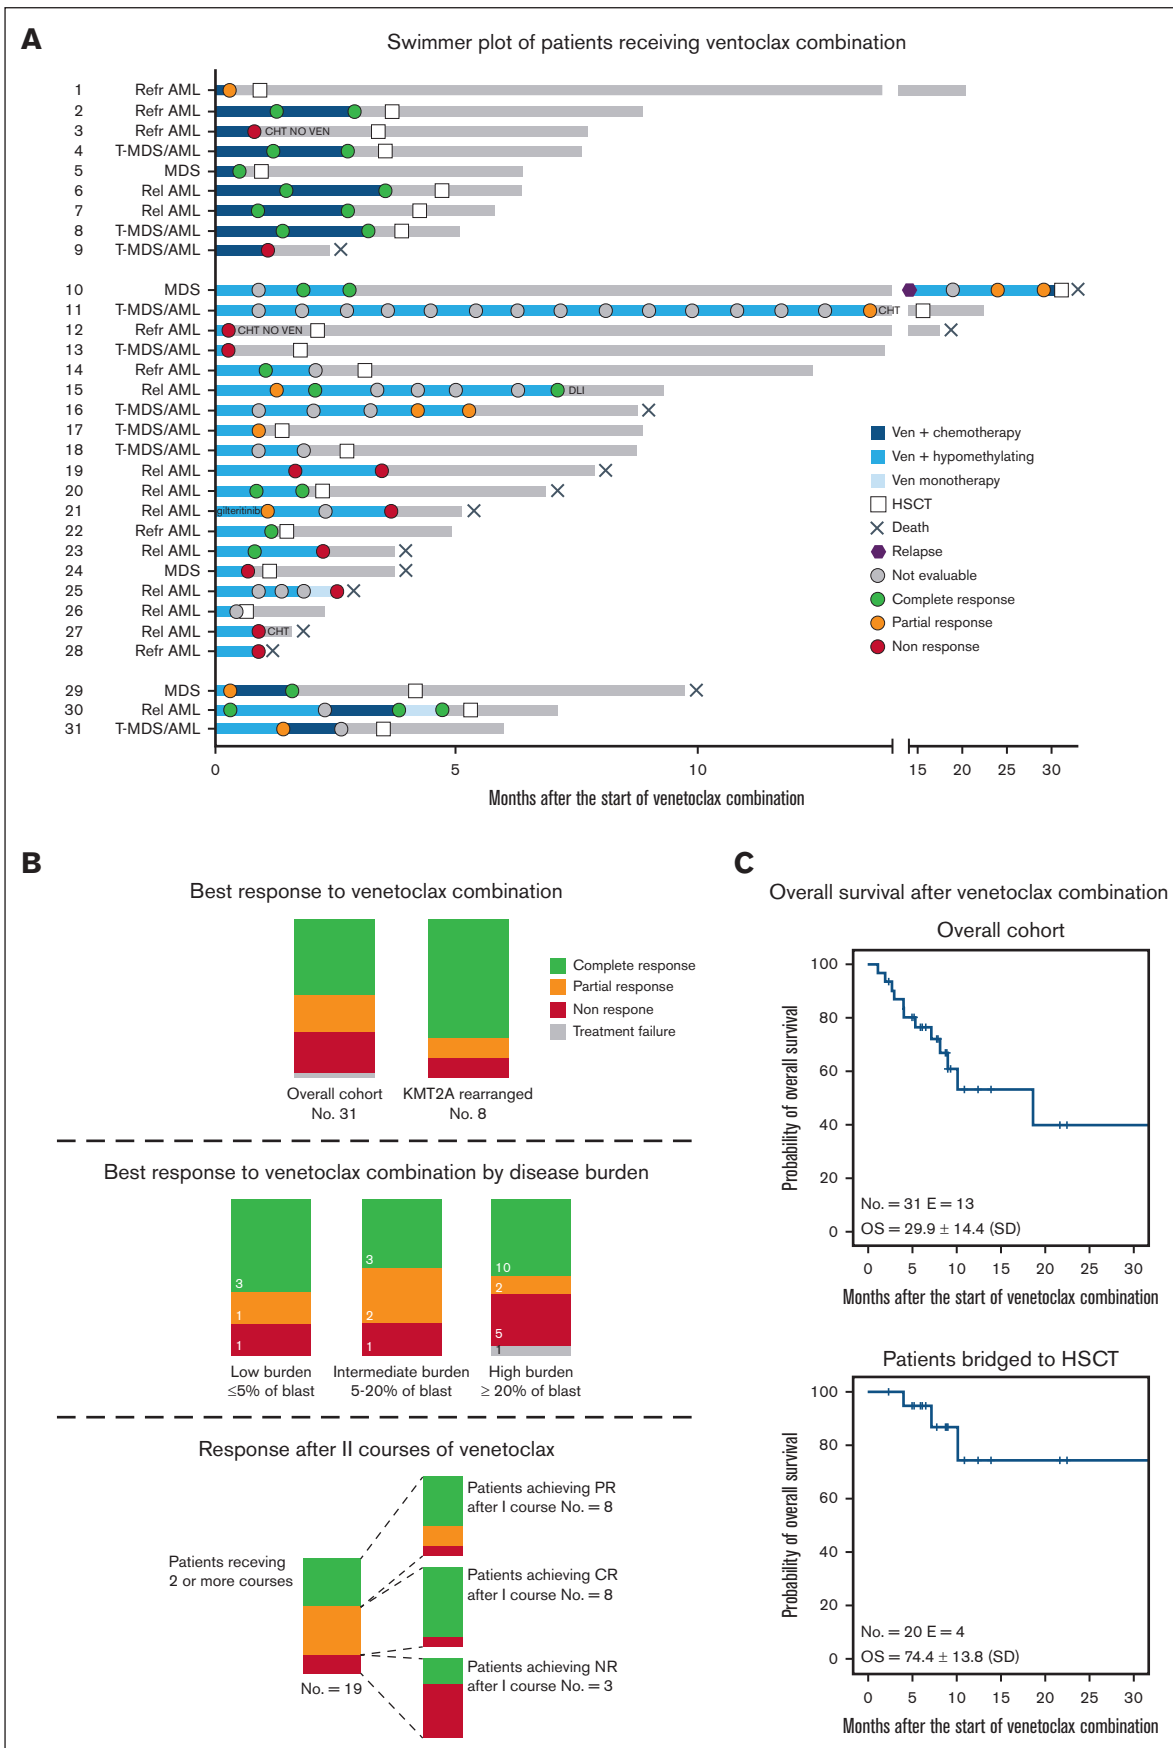 A
Swimmer plot of patients receiving ventoclax combination
1 Refr AML
2 Refr AML
3 Refr AML CHT NO VEN
4 T-MDS/AML
5 MDS
6 Rel AML
7 Rel AML
8 T-MDS/AML
9 T-MDS/AML
10 MDS
11 T-MDS/AML CHT
12 Refr AML CHT NO VEN
13 T-MDS/AML
14 Refr AML
15 Rel AML DLI
16 T-MDS/AML
17 T-MDS/AML
18 T-MDS/AML
19 Rel AML
20 Rel AML
21 Rel AML gilteritinib
22 Refr AML
23 Rel AML
24 MDS
25 Rel AML
26 Rel AML
27 Rel AML CHT
28 Refr AML
29 MDS
30 Rel AML
31 T-MDS/AML
Ven + chemotherapy
Ven + hypomethylating
Ven monotherapy
HSCT
Death
Relapse
Not evaluable
Complete response
Partial response
Non response
0 5 10 15 20 25 30
Months after the start of venetoclax combination
B
Best response to venetoclax combination
Complete response
Partial response
Non respone
Treatment failure
Overall cohort
No. 31
KMT2A rearranged
No. 8
Best response to venetoclax combination by disease burden
3
1
1
3
2
1
10
2
5
1
Low burden
≤5% of blast
Intermediate burden
5-20% of blast
High burden
≥ 20% of blast
Response after II courses of venetoclax
Patients receving
2 or more courses
No. = 19
Patients achieving PR
after I course No. = 8
Patients achieving CR
after I course No. = 8
Patients achieving NR
after I course No. = 3
C
Overall survival after venetoclax combination
Overall cohort
Probability of overall survival
100
80
60
40
20
0
No. = 31 E = 13
OS = 29.9 ± 14.4 (SD)
0 5 10 15 20 25 30
Months after the start of venetoclax combination
Patients bridged to HSCT
Probability of overall survival
100
80
60
40
20
0
No. = 20 E = 4
OS = 74.4 ± 13.8 (SD)
0 5 10 15 20 25 30
Months after the start of venetoclax combination